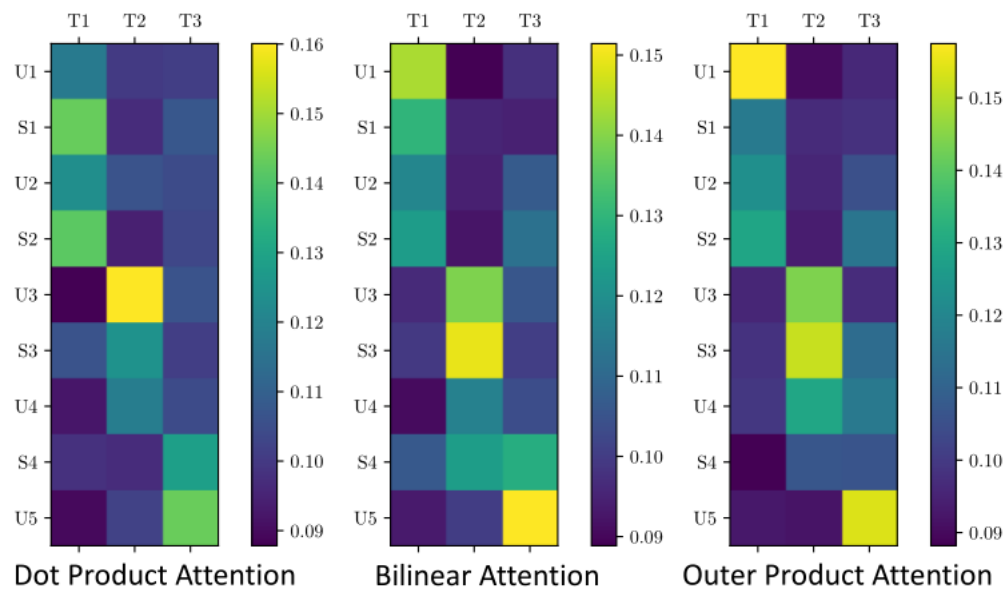 T1 T2 T3
U1
S1
U2
S2
U3
S3
U4
S4
U5
0.16
0.15
0.14
0.13
0.12
0.11
0.10
0.09
Dot Product Attention
T1 T2 T3
U1
S1
U2
S2
U3
S3
U4
S4
U5
0.15
0.14
0.13
0.12
0.11
0.10
0.09
Bilinear Attention
T1 T2 T3
U1
S1
U2
S2
U3
S3
U4
S4
U5
0.15
0.14
0.13
0.12
0.11
0.10
0.09
Outer Product Attention